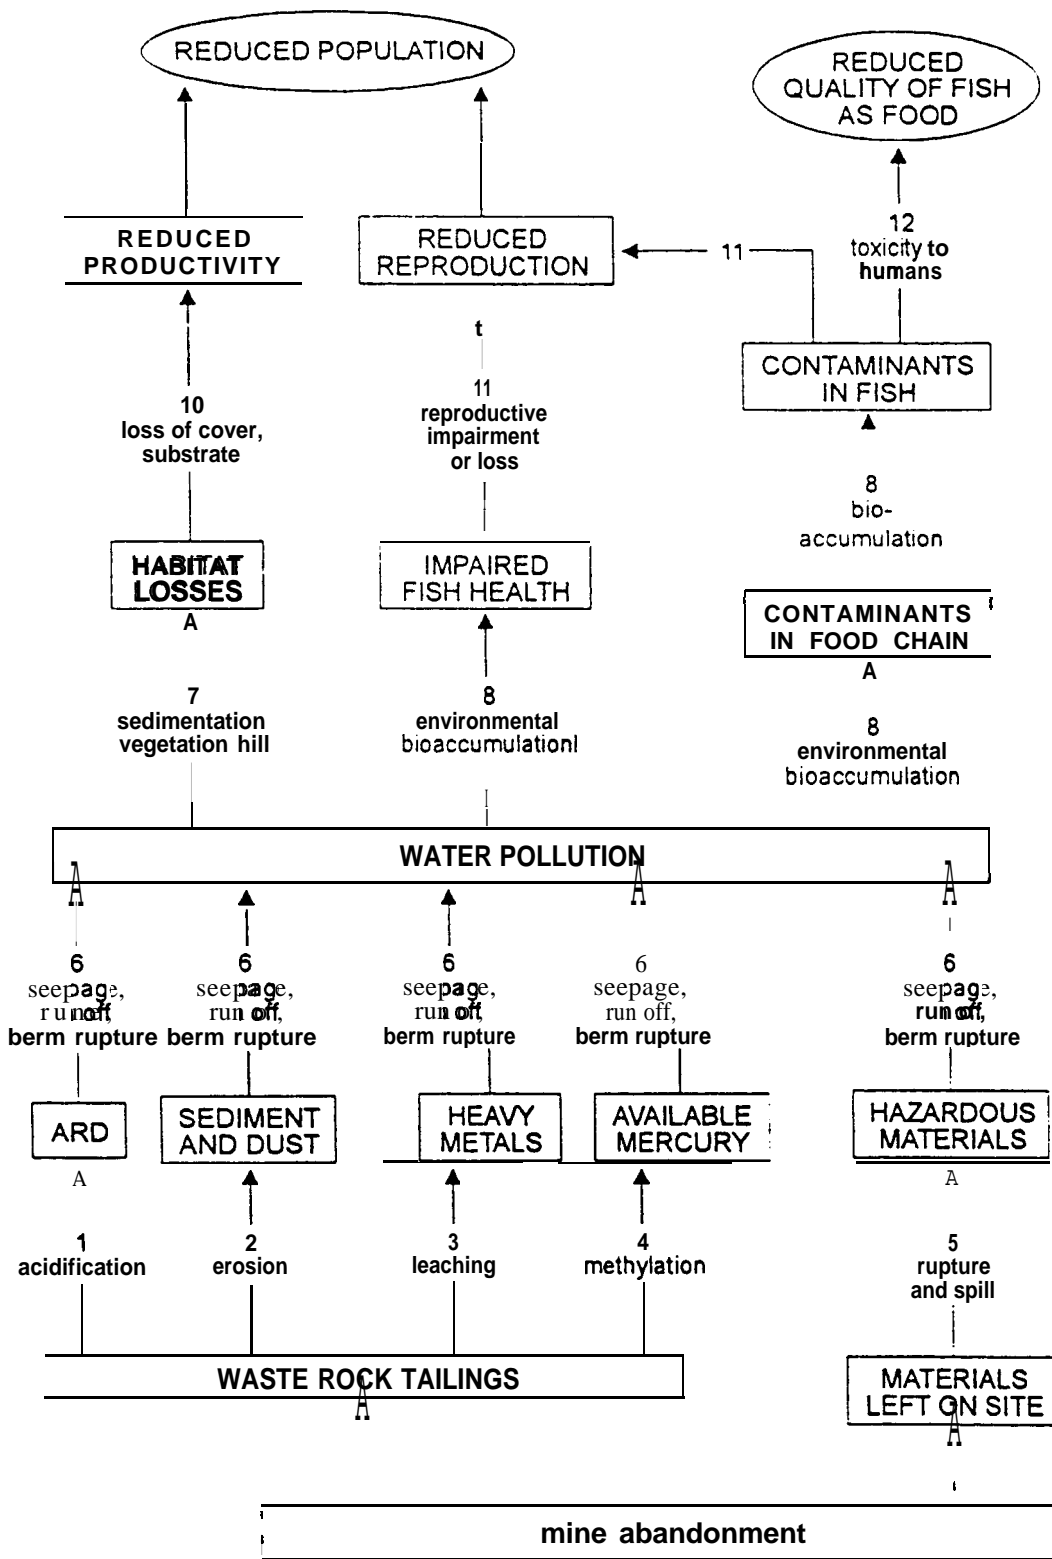 REDUCED POPULATION
REDUCED
QUALITY OF FISH
AS FOOD
REDUCED
PRODUCTIVITY
REDUCED
REPRODUCTION
11
12
toxicity to
humans
t
CONTAMINANTS
IN FISH
10
loss of cover,
substrate
11
reproductive
impairment
or loss
8
bio-
accumulation
HABITAT
LOSSES
A
IMPAIRED
FISH HEALTH
CONTAMINANTS
IN FOOD CHAIN
A
7
sedimentation
vegetation hill
8
environmental
bioaccumulationl
8
environmental
bioaccumulation
WATER POLLUTION
A
A
A
6
seepage,
berm rupture
6
seepage,
run off,
berm rupture
6
seepage,
run off,
berm rupture
6
seepage,
run off,
berm rupture
6
seepage,
run off,
berm rupture
ARD
A
SEDIMENT
AND DUST
HEAVY
METALS
AVAILABLE
MERCURY
HAZARDOUS
MATERIALS
A
1
acidification
2
erosion
3
leaching
4
methylation
5
rupture
and spill
WASTE ROCK TAILINGS
A
MATERIALS
LEFT ON SITE
A
mine abandonment